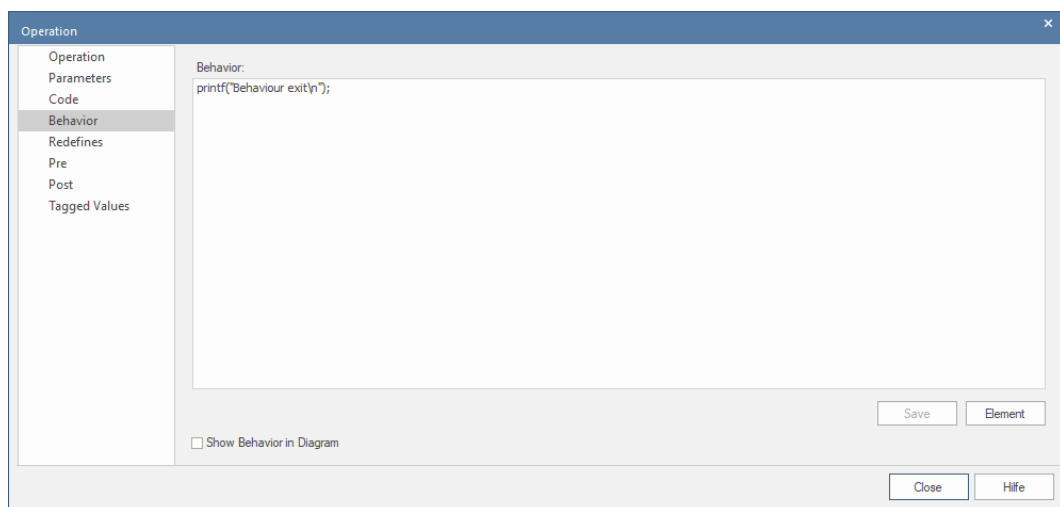 Operation
Operation
Parameters
Code
Behavior
Redefines
Pre
Post
Tagged Values
Behavior:
printf("Behaviour exit\n");
Save
Element
Show Behavior in Diagram
Close
Hilfe